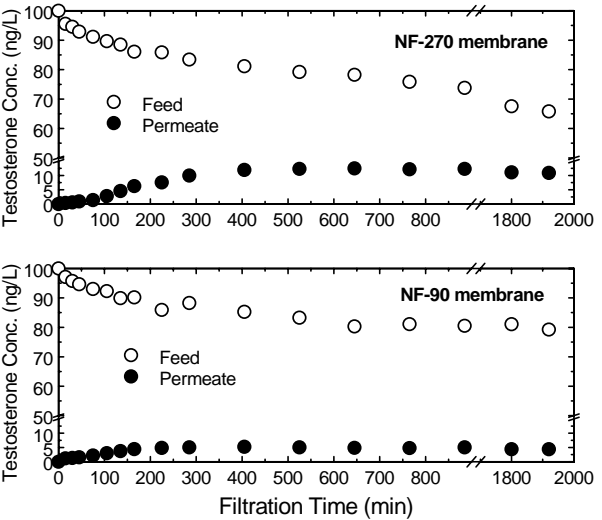 Testosterone Conc. (ng/L)
100
90
80
70
60
50
10
5
0
NF-270 membrane
Feed
Permeate
0 100 200 300 400 500 600 700 800 1800 2000
Testosterone Conc. (ng/L)
100
90
80
70
60
50
10
5
0
NF-90 membrane
Feed
Permeate
0 100 200 300 400 500 600 700 800 1800 2000
Filtration Time (min)